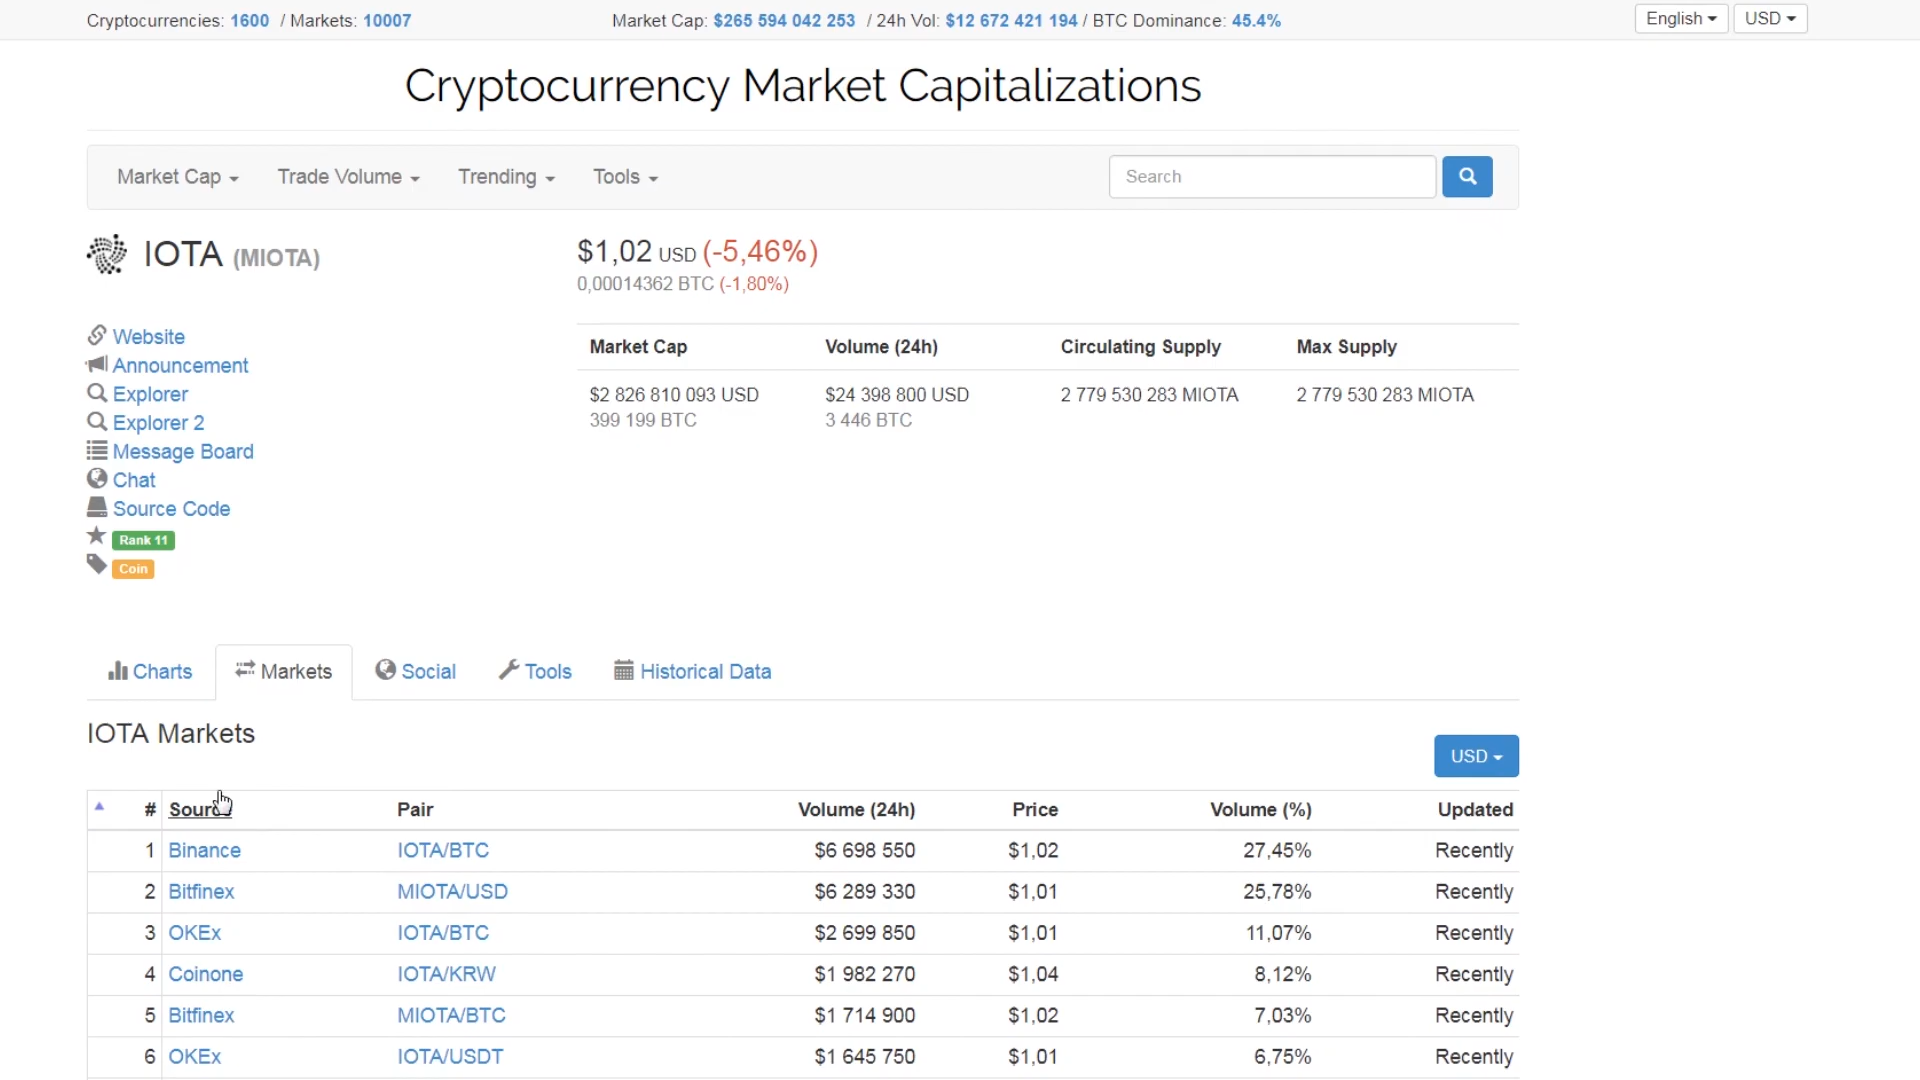 Cryptocurrencies: 1600 / Markets: 10007 Market Cap: $265 594 042 253 / 24h Vol: $12 672 421 194 / BTC Dominance: 45.4% English USD
Cryptocurrency Market Capitalizations
Market Cap Trade Volume Trending Tools Search
IOTA (MIOTA) $1,02 USD (-5,46%)
0,00014362 BTC (-1,80%)
Website
Announcement
Explorer
Explorer 2
Message Board
Chat
Source Code
Rank 11
Coin
Market Cap Volume (24h) Circulating Supply Max Supply
$2 826 810 093 USD $24 398 800 USD 2 779 530 283 MIOTA 2 779 530 283 MIOTA
399 199 BTC 3 446 BTC
Charts Markets Social Tools Historical Data
IOTA Markets
USD
# Source Pair Volume (24h) Price Volume (%) Updated
1 Binance IOTA/BTC $6 698 550 $1,02 27,45% Recently
2 Bitfinex MIOTA/USD $6 289 330 $1,01 25,78% Recently
3 OKEx IOTA/BTC $2 699 850 $1,01 11,07% Recently
4 Coinone IOTA/KRW $1 982 270 $1,04 8,12% Recently
5 Bitfinex MIOTA/BTC $1 714 900 $1,02 7,03% Recently
6 OKEx IOTA/USDT $1 645 750 $1,01 6,75% Recently